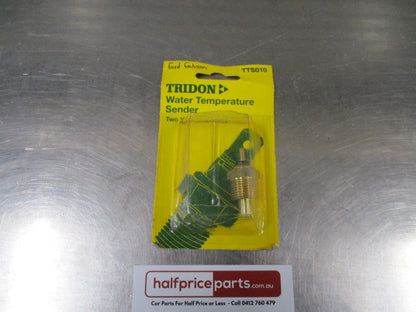 Ford Falcon
TTS010
TRIDON
Water Temperature
Sender
Two
halfpriceparts.com.au
Car Parts For Half Price or Less - Call 0412 760 479